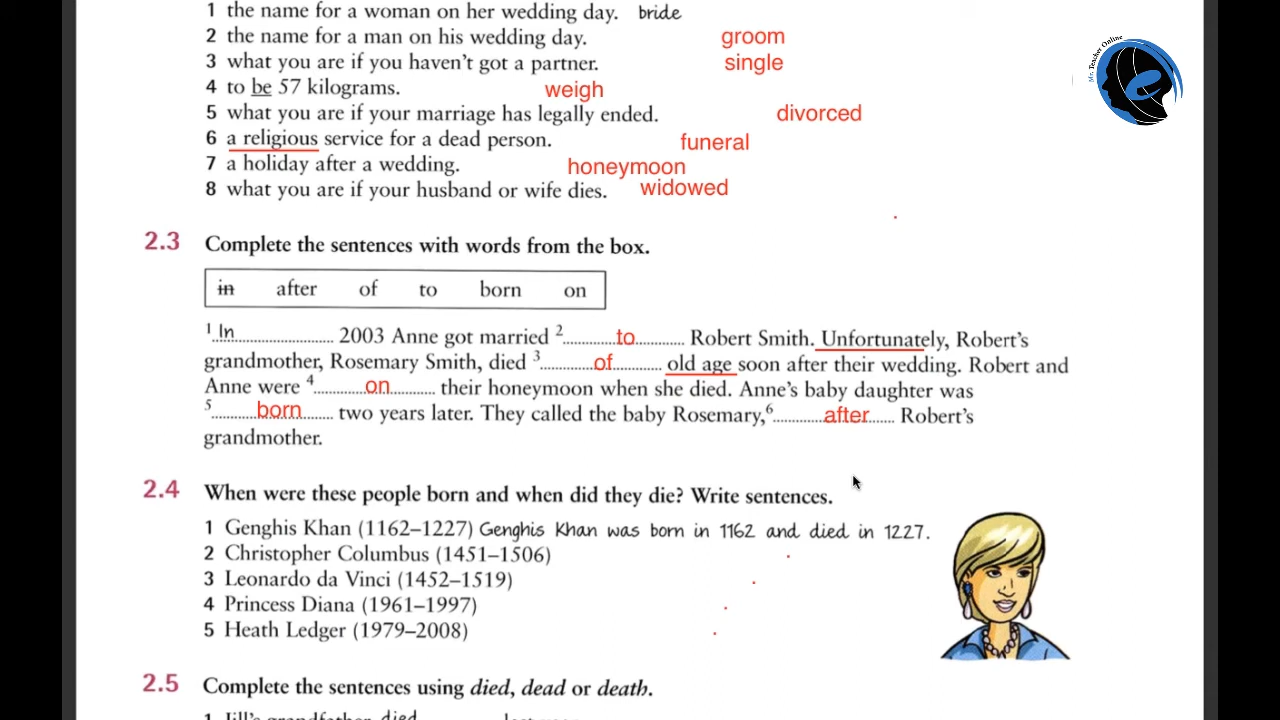 1 the name for a woman on her wedding day. bride
2 the name for a man on his wedding day. groom
3 what you are if you haven't got a partner. single
4 to be 57 kilograms. weigh
5 what you are if your marriage has legally ended. divorced
6 a religious service for a dead person. funeral
7 a holiday after a wedding. honeymoon
8 what you are if your husband or wife dies. widowed
Mr. Teacher Online
2.3 Complete the sentences with words from the box.
in after of to born on
1 In 2003 Anne got married 2 to Robert Smith. Unfortunately, Robert's
grandmother, Rosemary Smith, died 3 of old age soon after their wedding. Robert and
Anne were 4 on their honeymoon when she died. Anne's baby daughter was
5 born two years later. They called the baby Rosemary, 6 after Robert's
grandmother.
2.4 When were these people born and when did they die? Write sentences.
1 Genghis Khan (1162–1227) Genghis Khan was born in 1162 and died in 1227.
2 Christopher Columbus (1451–1506)
3 Leonardo da Vinci (1452–1519)
4 Princess Diana (1961–1997)
5 Heath Ledger (1979–2008)
2.5 Complete the sentences using died, dead or death.
1 Jill's grandfather died